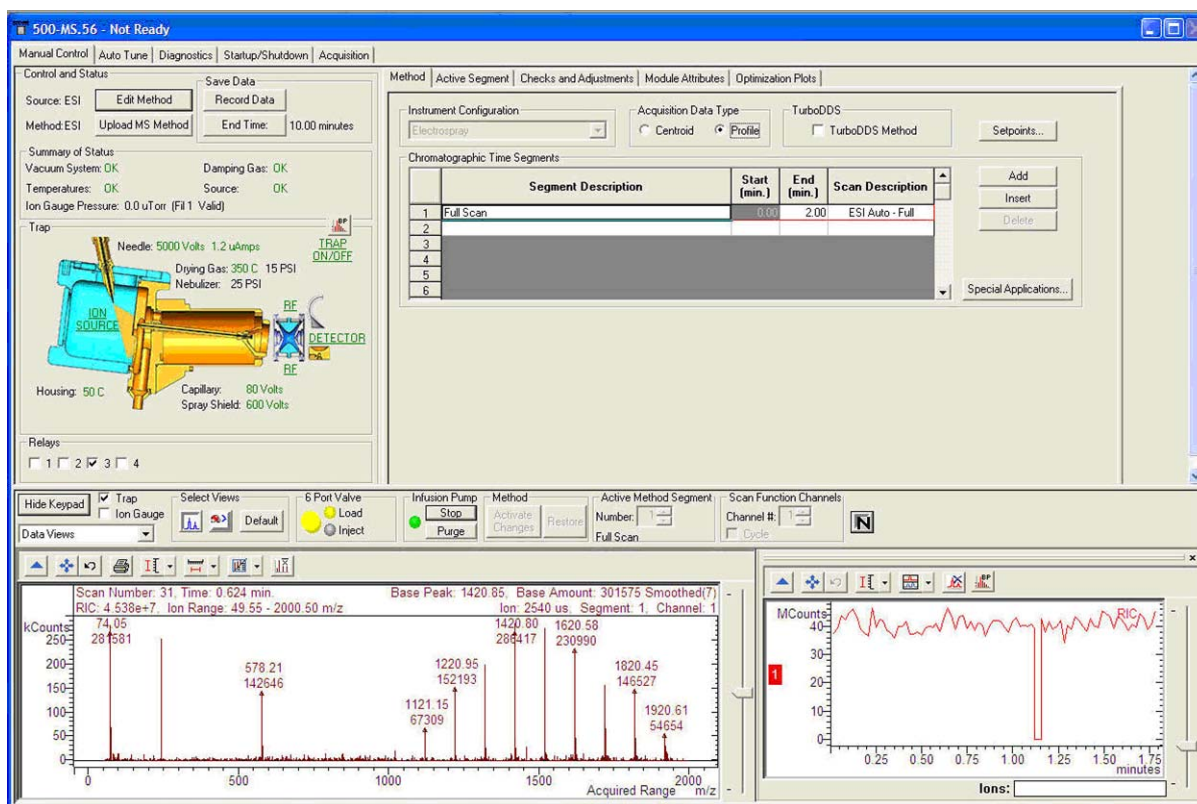 500-MS.56 - Not Ready
Manual Control Auto Tune Diagnostics Startup/Shutdown Acquisition
Control and Status
Source: ESI Edit Method
Method:ESI Upload MS Method
Save Data
Record Data
End Time: 10.00 minutes
Summary of Status
Vacuum System: OK Damping Gas: OK
Temperatures: OK Source: OK
Ion Gauge Pressure: 0.0 uTorr (Fil 1 Valid)
Trap
Needle: 5000 Volts 1.2 uAmps
TRAP
ON/OFF
Drying Gas: 350 C 15 PSI
Nebulizer: 25 PSI
ION
SOURCE
RF
DETECTOR
RF
Housing: 50 C
Capillary: 80 Volts
Spray Shield: 600 Volts
Relays
1 2 3 4
Method Active Segment Checks and Adjustments Module Attributes Optimization Plots
Instrument Configuration
Electrospray
Acquisition Data Type
Centroid Profile
TurboDDS
TurboDDS Method
Setpoints...
Chromatographic Time Segments
Segment Description Start (min.) End (min.) Scan Description
1 Full Scan 0.00 2.00 ESI Auto - Full
2
3
4
5
6
Add
Insert
Delete
Special Applications...
Hide Keypad
Trap
Ion Gauge
Data Views
Select Views
Default
6 Port Valve
Load
Inject
Infusion Pump
Stop
Purge
Method
Activate Changes
Restore
Active Method Segment
Number: 1
Full Scan
Scan Function Channels
Channel #: 1
Cycle
N
Scan Number: 31, Time: 0.624 min. Base Peak: 1420.85, Base Amount: 301575 Smoothed(7)
RIC: 4.538e+7, Ion Range: 49.55 - 2000.50 m/z Ion: 2540 us, Segment: 1, Channel: 1
kCounts
250
200
150
100
50
0
74.05
281581
578.21
142646
1121.15
67309
1220.95
152193
1420.80
286417
1620.58
230990
1820.45
146527
1920.61
54654
0 500 1000 1500 2000
Acquired Range m/z
MCounts
RIC
40
30
20
10
0
1
0.25 0.50 0.75 1.00 1.25 1.50 1.75
minutes
Ions: